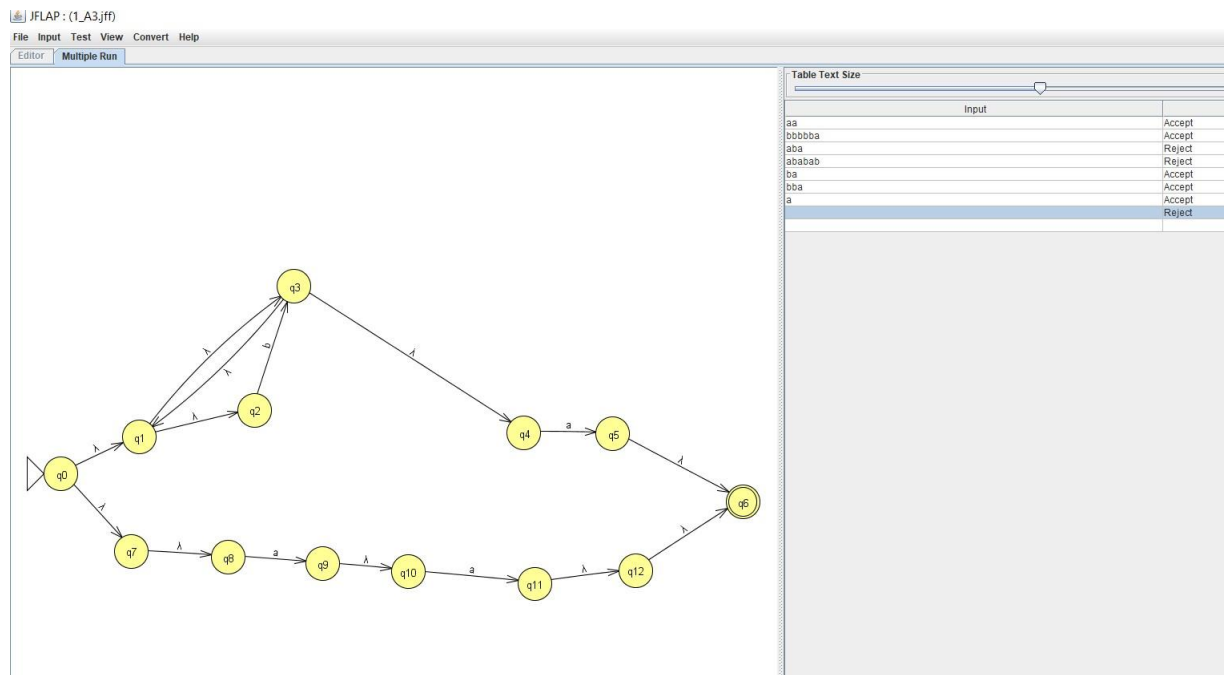 JFLAP : (1_A3.jff)
File Input Test View Convert Help
Editor Multiple Run
Table Text Size
Input
aa Accept
bbbbba Accept
aba Reject
ababab Reject
ba Accept
bba Accept
a Accept
Reject
q3
λ
λ
b
λ
λ
q2
q1
λ
q4
a
q5
λ
λ
q0
λ
q6
λ
q7
λ
q8
a
q9
λ
q10
a
q11
λ
q12